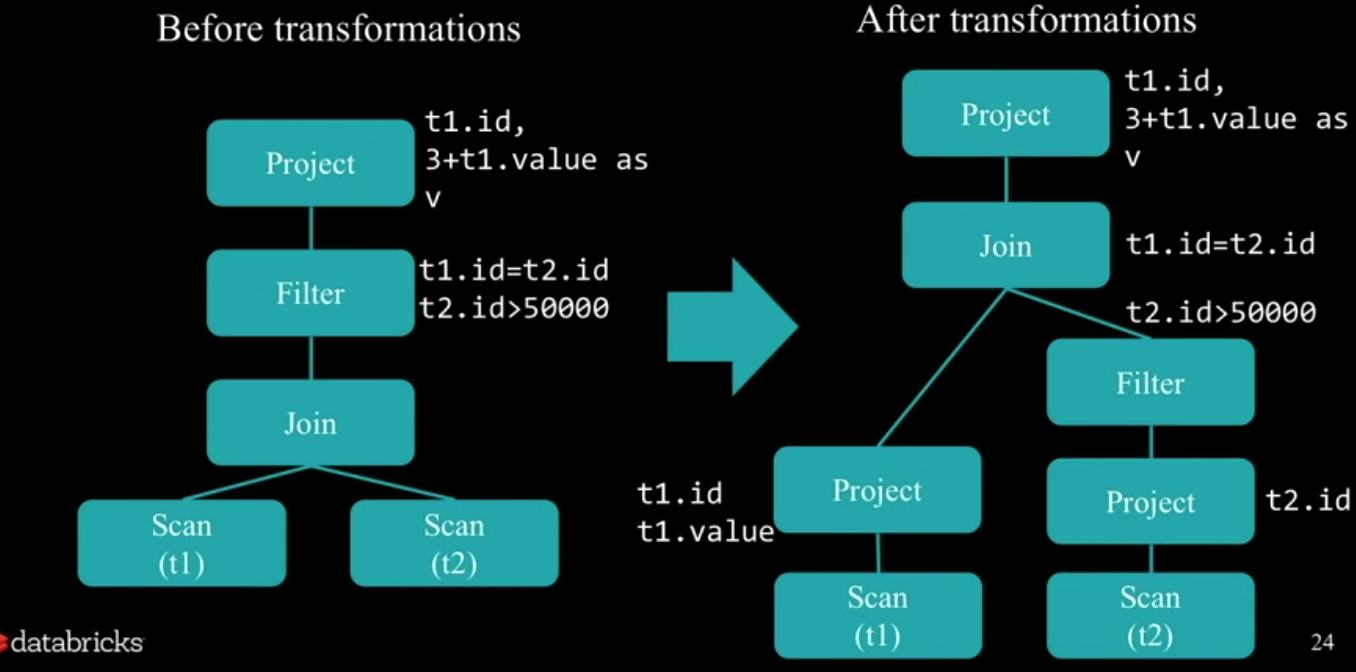 Before transformations
Project
t1.id,
3+t1.value as
v
Filter
t1.id=t2.id
t2.id>50000
Join
Scan
(t1)
Scan
(t2)
After transformations
Project
t1.id,
3+t1.value as
v
Join
t1.id=t2.id
t2.id>50000
Filter
t1.id
t1.value
Project
Project
t2.id
Scan
(t1)
Scan
(t2)
databricks
24